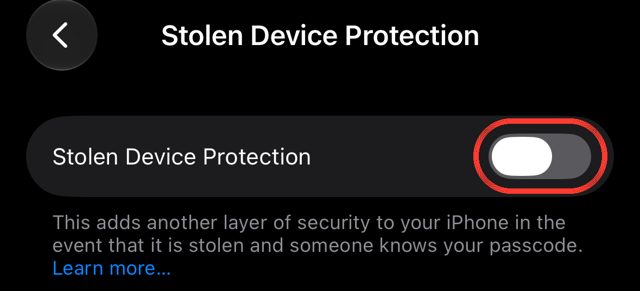 Stolen Device Protection
Stolen Device Protection
This adds another layer of security to your iPhone in the
event that it is stolen and someone knows your passcode.
Learn more...